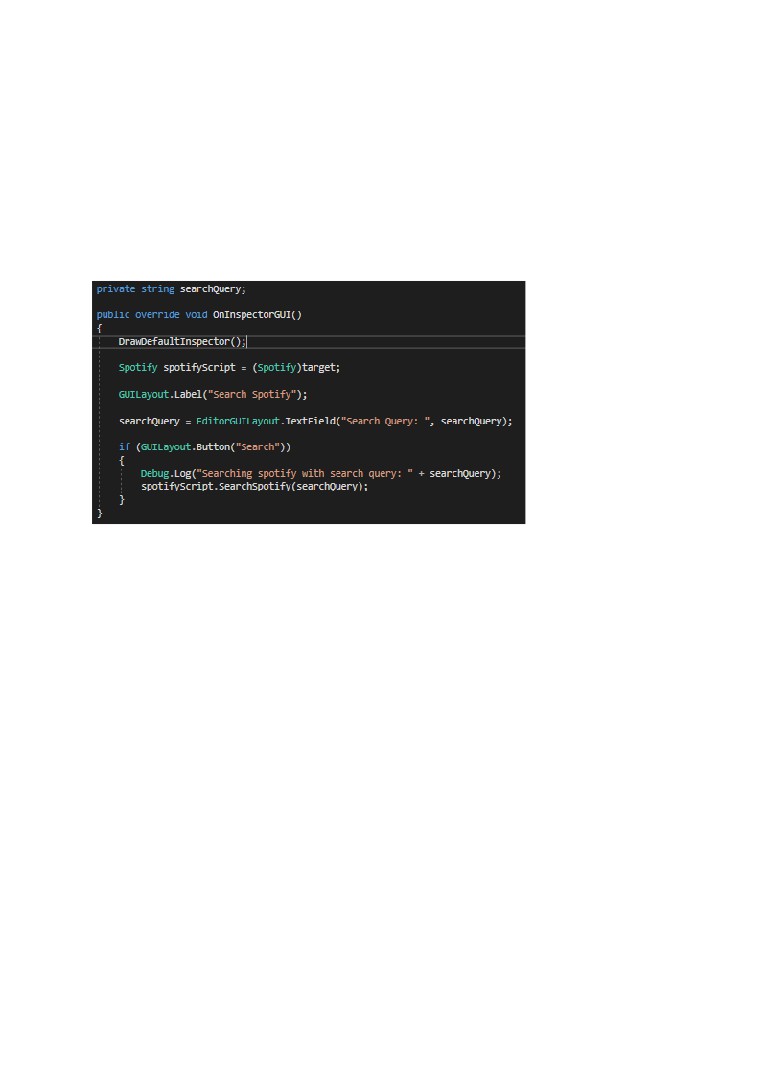 private string searchQuery;
public override void OnInspectorGUI()
{
DrawDefaultInspector();
Spotify spotifyScript = (Spotify)target;
GUILayout.Label("Search Spotify");
searchQuery = EditorGUILayout.TextField("Search Query: ", searchQuery);
if (GUILayout.Button("Search"))
{
Debug.Log("Searching spotify with search query: " + searchQuery);
spotifyScript.SearchSpotify(searchQuery);
}
}